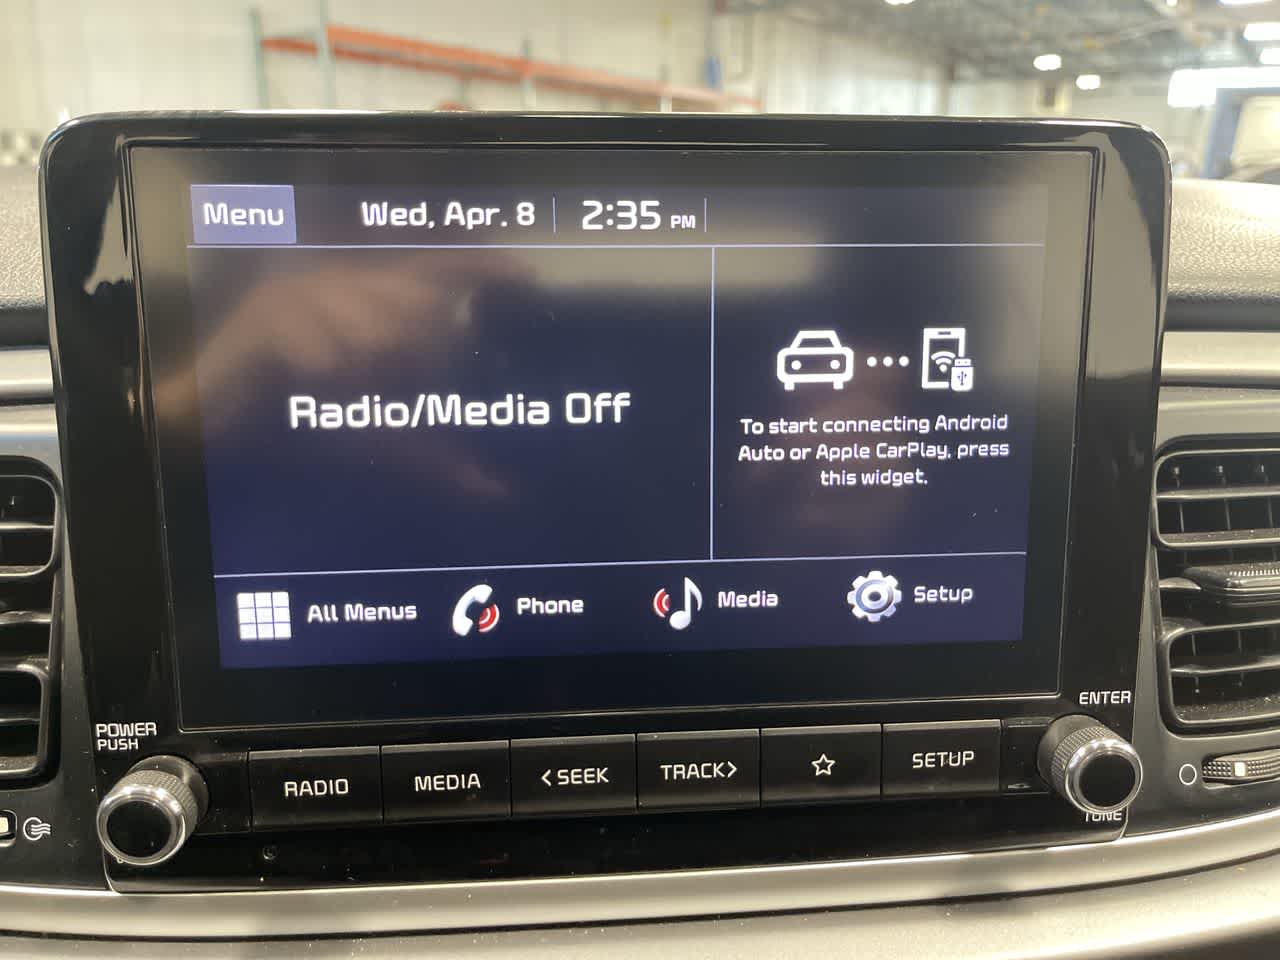 Menu
Wed, Apr. 8
2:35 PM
Radio/Media Off
To start connecting Android
Auto or Apple CarPlay, press
this widget.
All Menus
Phone
Media
Setup
POWER
PUSH
ENTER
RADIO
MEDIA
<SEEK
TRACK>
SETUP
TUNE